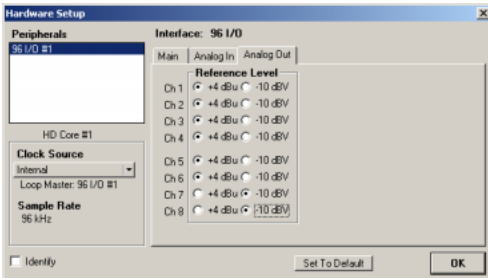 Hardware Setup
Peripherals
96 I/O #1
HD Core #1
Clock Source
Internal
Loop Master: 96 I/O #1
Sample Rate
96 kHz
Identify
Interface: 96 I/O
Main Analog In Analog Out
Reference Level
Ch 1 +4 dBu -10 dBV
Ch 2 +4 dBu -10 dBV
Ch 3 +4 dBu -10 dBV
Ch 4 +4 dBu -10 dBV
Ch 5 +4 dBu -10 dBV
Ch 6 +4 dBu -10 dBV
Ch 7 +4 dBu -10 dBV
Ch 8 +4 dBu -10 dBV
Set To Default
OK